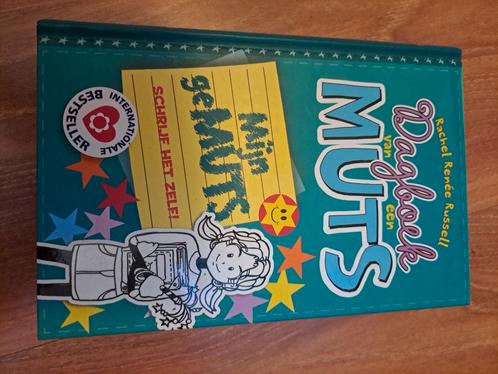 Rachel Renée Russell
Dagboek
van een
MUTS
Mijn
geMUTS
SCHRIJF HET ZELF!
INTERNATIONALE
BESTSELLER